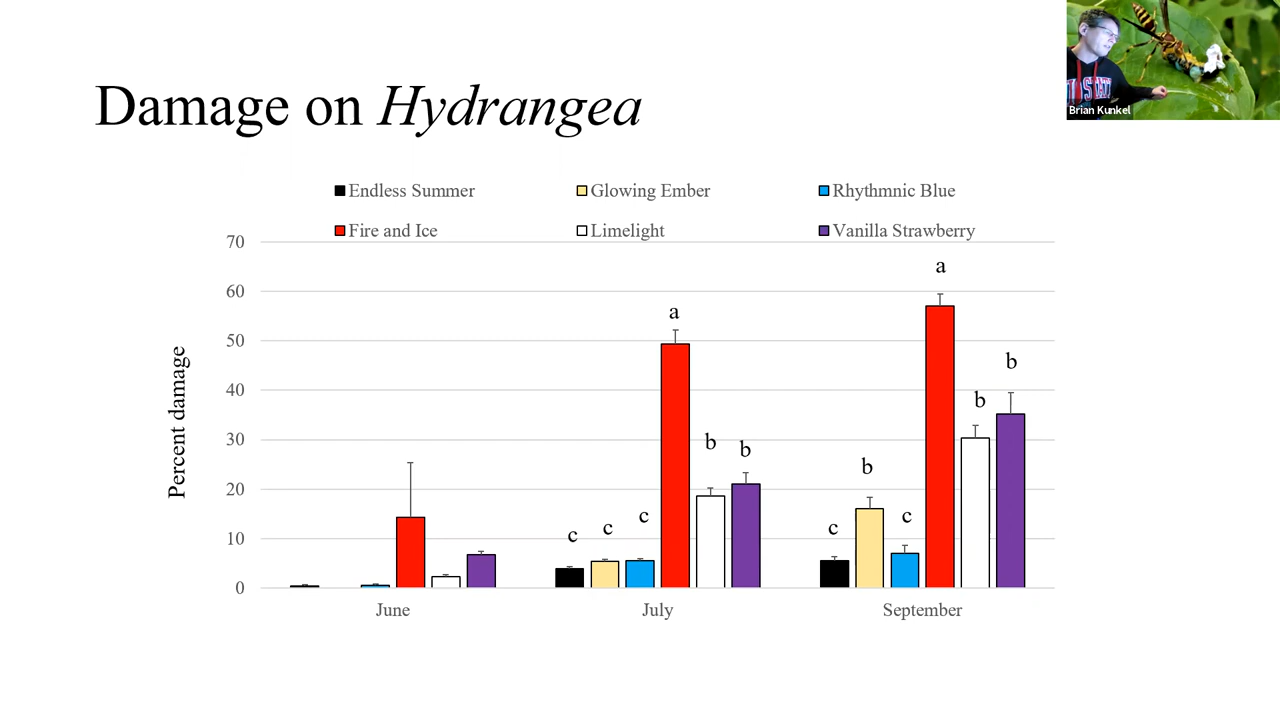 Damage on Hydrangea
Brian Kunkel
Endless Summer Glowing Ember Rhythmnic Blue
Fire and Ice Limelight Vanilla Strawberry
Percent damage
70
60
50
40
30
20
10
0
c c c a b b
c b c a b b
June July September